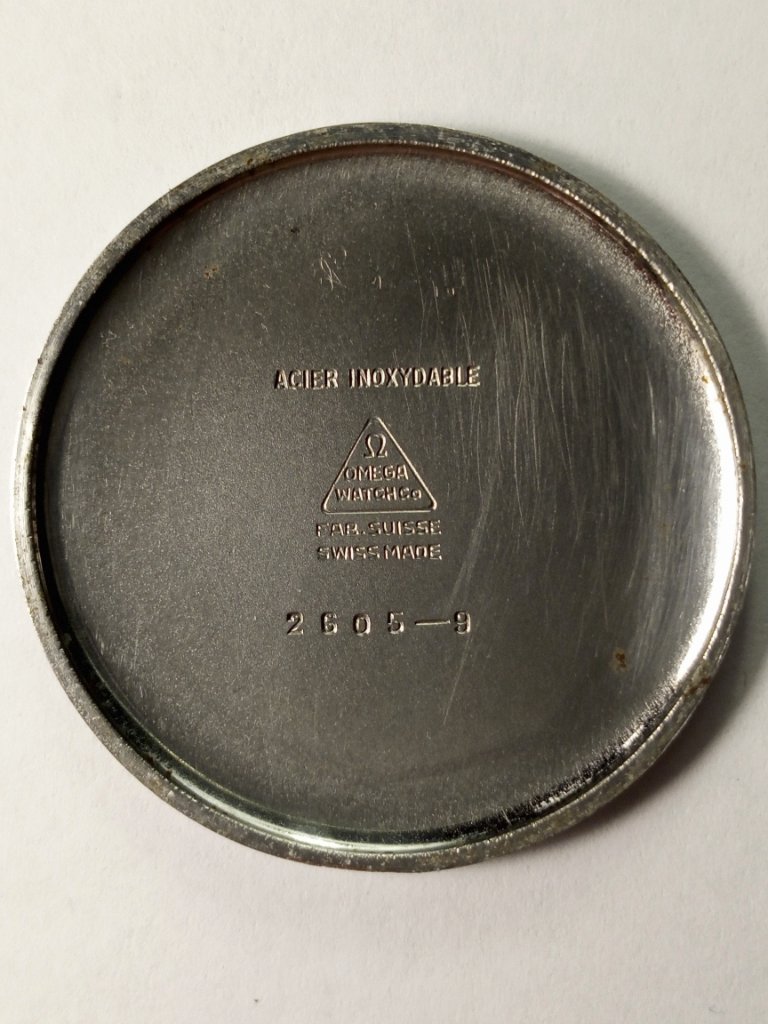 ACIER INOXYDABLE
Ω
OMEGA
WATCH Co
FAB. SUISSE
SWISS MADE
2605-9